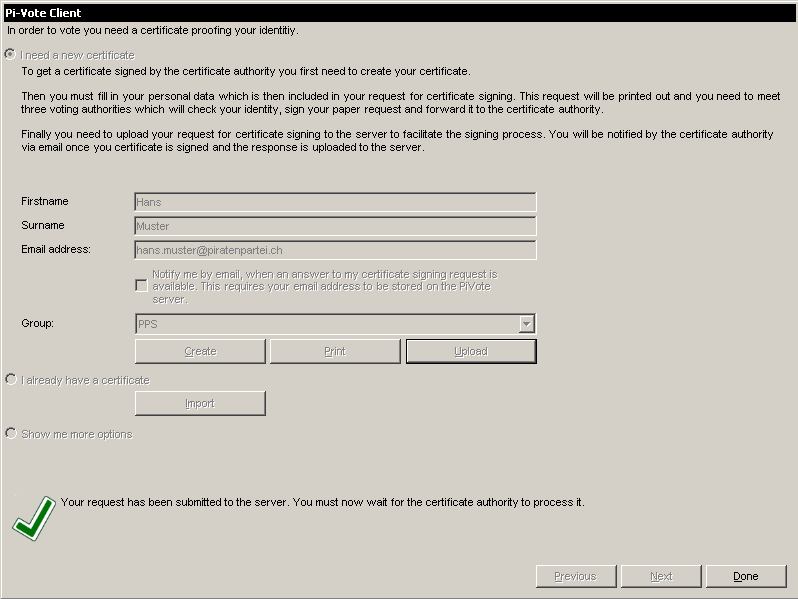 Pi-Vote Client
In order to vote you need a certificate proofing your identitiy.
I need a new certificate
To get a certificate signed by the certificate authority you first need to create your certificate.
Then you must fill in your personal data which is then included in your request for certificate signing. This request will be printed out and you need to meet
three voting authorities which will check your identity, sign your paper request and forward it to the certificate authority.
Finally you need to upload your request for certificate signing to the server to facilitate the signing process. You will be notified by the certificate authority
via email once you certificate is signed and the response is uploaded to the server.
Firstname Hans
Surname Muster
Email address: hans.muster@piratenpartei.ch
Notify me by email, when an answer to my certificate signing request is
available. This requires your email address to be stored on the PiVote
server.
Group: PPS
Create Print Upload
I already have a certificate
Import
Show me more options
Your request has been submitted to the server. You must now wait for the certificate authority to process it.
Previous Next Done